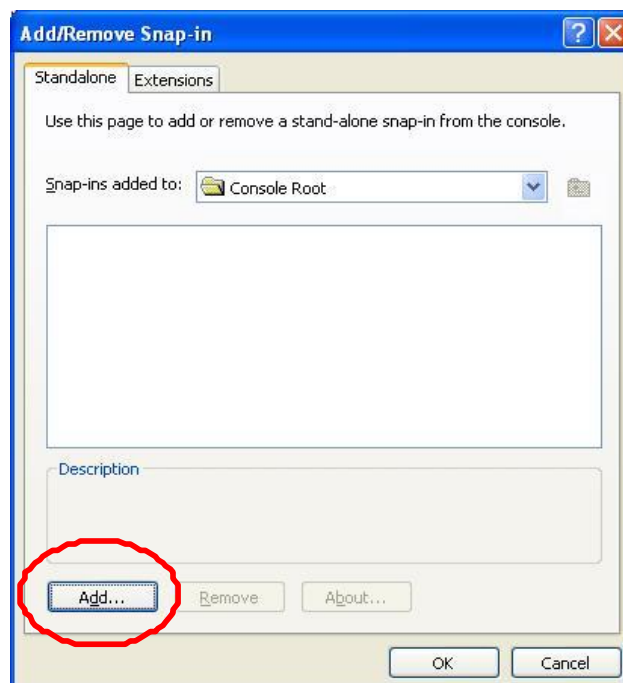 Add/Remove Snap-in
Standalone
Extensions
Use this page to add or remove a stand-alone snap-in from the console.
Snap-ins added to:
Console Root
Description
Add...
Remove
About...
OK
Cancel